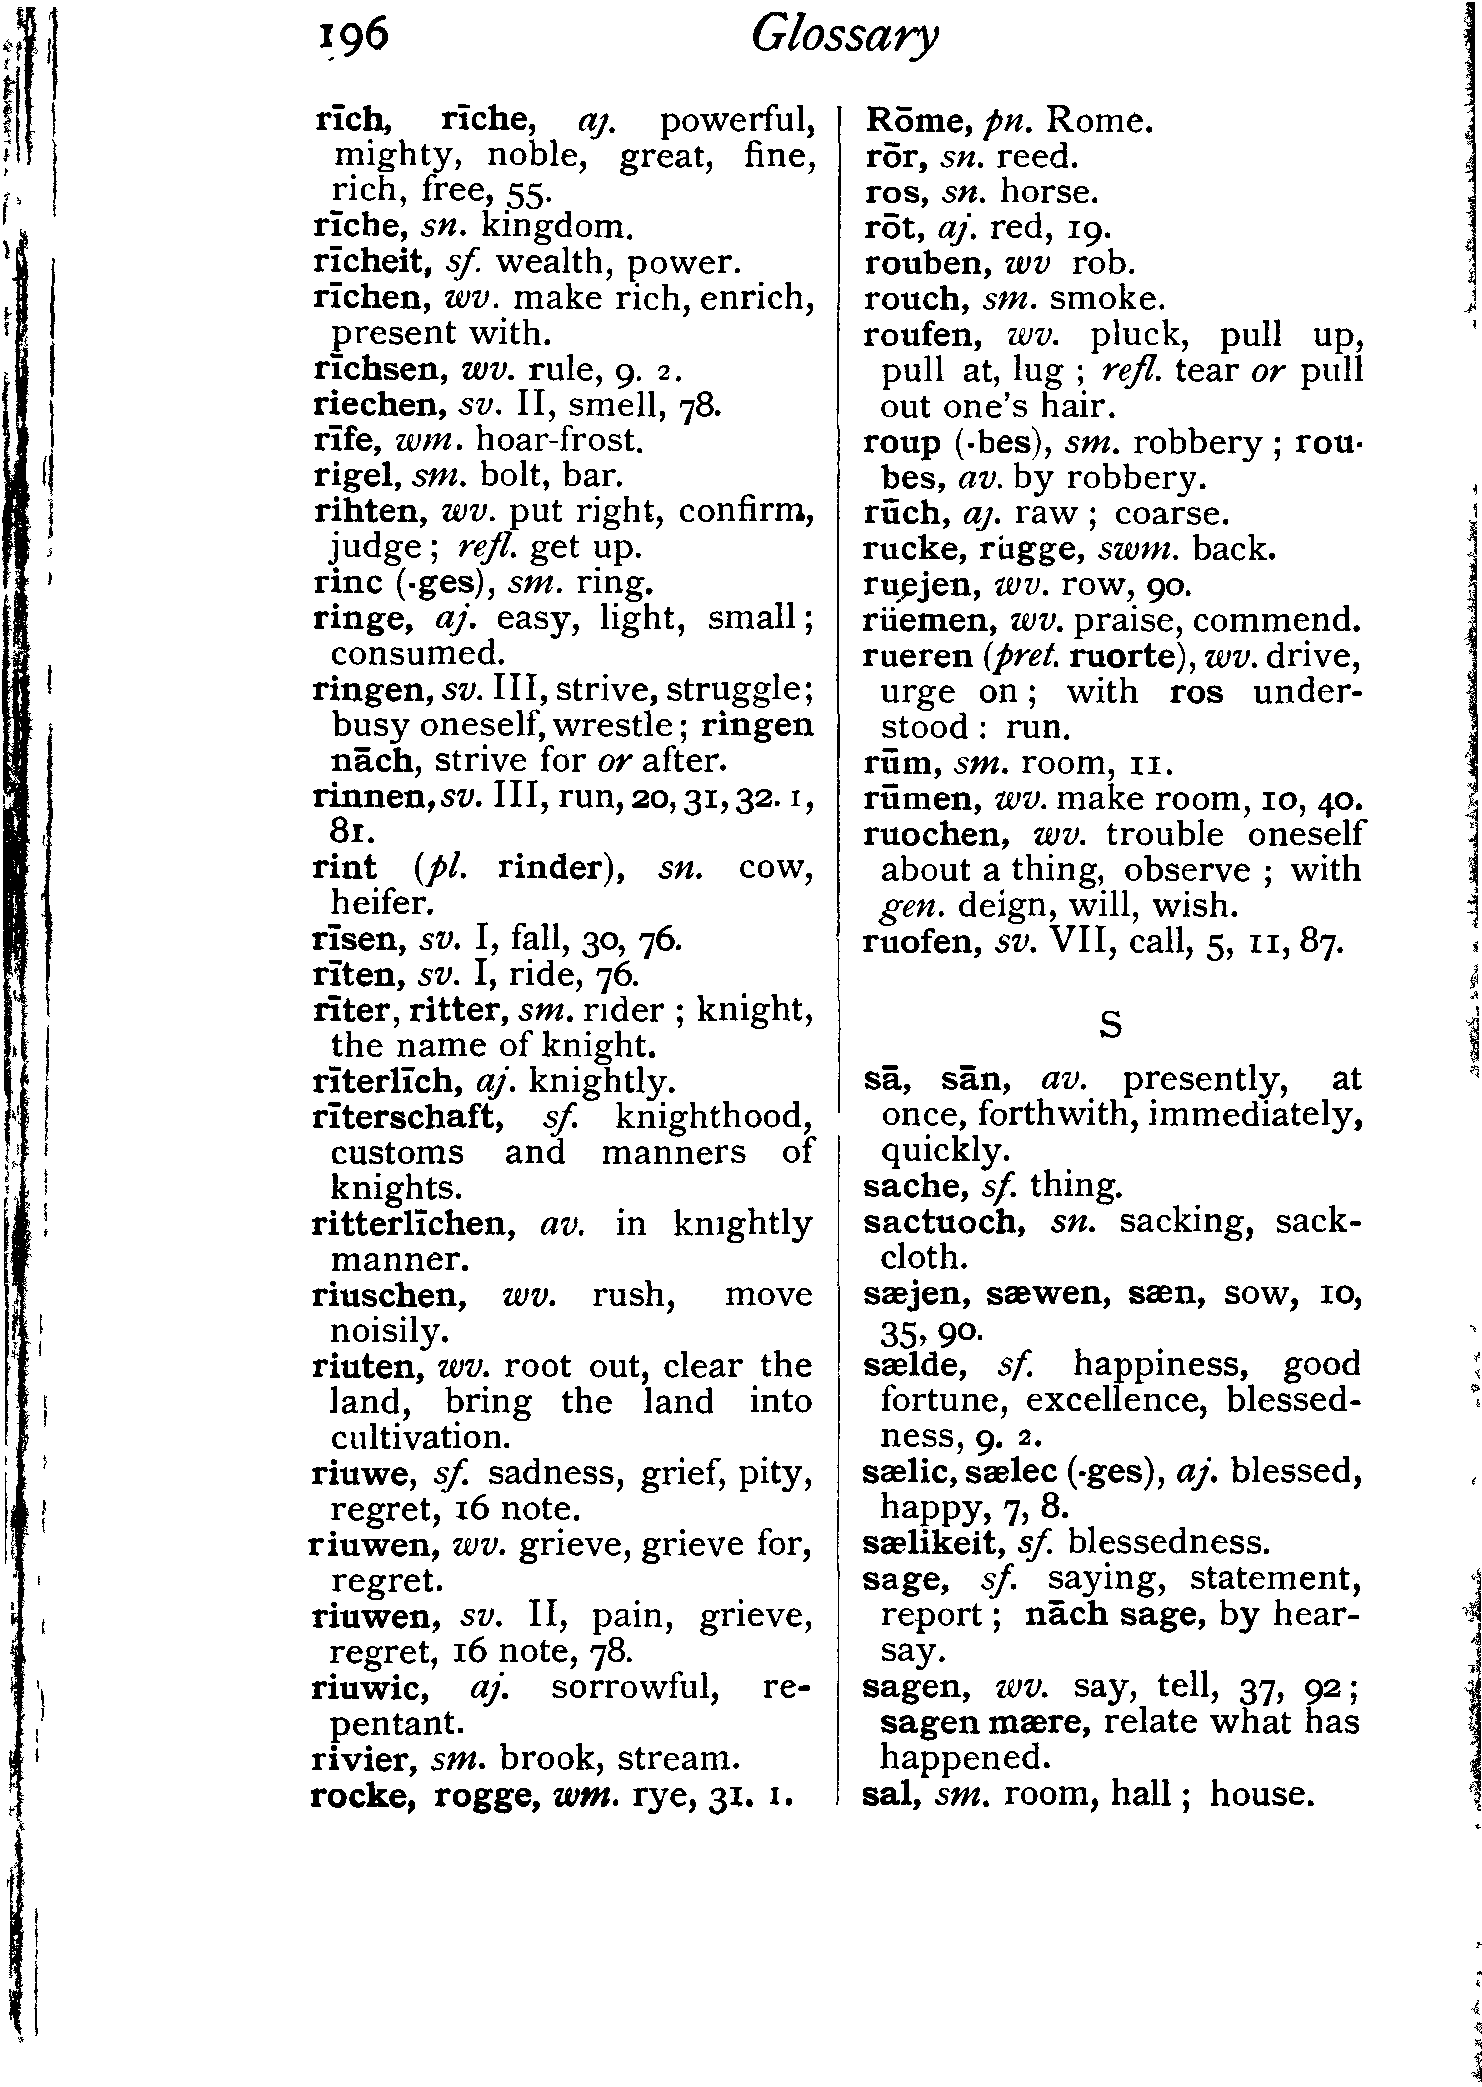 196
Glossary
rīch, rīche, aj. powerful,
mighty, noble, great, fine,
rich, free, 55.
rīche, sn. kingdom.
rīcheit, sf. wealth, power.
rīchen, wv. make rich, enrich,
present with.
rīchsen, wv. rule, 9. 2.
riechen, sv. II, smell, 78.
rīfe, wm. hoar-frost.
rigel, sm. bolt, bar.
rihten, wv. put right, confirm,
judge; refl. get up.
rinc (-ges), sm. ring.
ringe, aj. easy, light, small;
consumed.
ringen, sv. III, strive, struggle;
busy oneself, wrestle; ringen
nāch, strive for or after.
rinnen, sv. III, run, 20, 31, 32. 1,
81.
rint (pl. rinder), sn. cow,
heifer.
rīsen, sv. I, fall, 30, 76.
rīten, sv. I, ride, 76.
rīter, ritter, sm. rider; knight,
the name of knight.
rīterlīch, aj. knightly.
rīterschaft, sf. knighthood,
customs and manners of
knights.
ritterlīchen, av. in knightly
manner.
riuschen, wv. rush, move
noisily.
riuten, wv. root out, clear the
land, bring the land into
cultivation.
riuwe, sf. sadness, grief, pity,
regret, 16 note.
riuwen, wv. grieve, grieve for,
regret.
riuwen, sv. II, pain, grieve,
regret, 16 note, 78.
riuwic, aj. sorrowful, re-
pentant.
rivier, sm. brook, stream.
rocke, rogge, wm. rye, 31. 1.
Rōme, pn. Rome.
rōr, sn. reed.
ros, sn. horse.
rōt, aj. red, 19.
rouben, wv rob.
rouch, sm. smoke.
roufen, wv. pluck, pull up,
pull at, lug; refl. tear or pull
out one's hair.
roup (-bes), sm. robbery; rou-
bes, av. by robbery.
rūch, aj. raw; coarse.
rucke, rügge, swm. back.
ruejen, wv. row, 90.
rüemen, wv. praise, commend.
rueren (pret. ruorte), wv. drive,
urge on; with ros under-
stood: run.
rūm, sm. room, 11.
rūmen, wv. make room, 10, 40.
ruochen, wv. trouble oneself
about a thing, observe; with
gen. deign, will, wish.
ruofen, sv. VII, call, 5, 11, 87.
S
sā, sān, av. presently, at
once, forthwith, immediately,
quickly.
sache, sf. thing.
sactuoch, sn. sacking, sack-
cloth.
sæjen, sæwen, sæn, sow, 10,
35, 90.
sælde, sf. happiness, good
fortune, excellence, blessed-
ness, 9. 2.
sælic, sælec (-ges), aj. blessed,
happy, 7, 8.
sælikeit, sf. blessedness.
sage, sf. saying, statement,
report; nāch sage, by hear-
say.
sagen, wv. say, tell, 37, 92;
sagen mære, relate what has
happened.
sal, sm. room, hall; house.